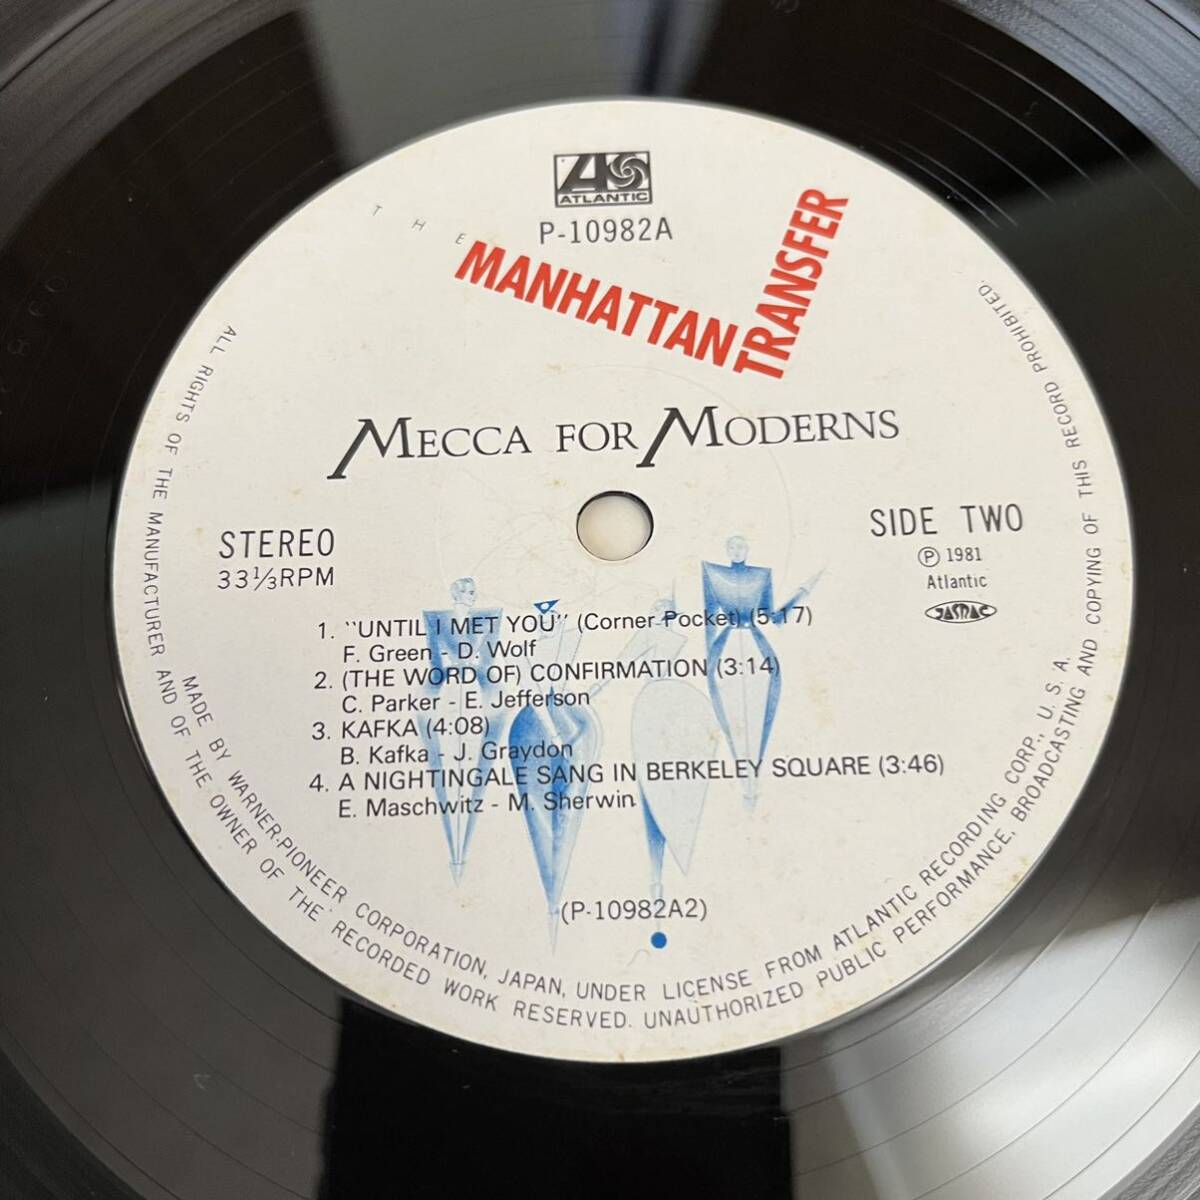 ATLANTIC
P-10982A
THE
MANHATTAN
TRANSFER
MECCA FOR MODERNS
STEREO
33⅓RPM
SIDE TWO
Ⓟ 1981
Atlantic
JASRAC
1. "UNTIL I MET YOU" (Corner Pocket) (5:17)
F. Green - D. Wolf
2. (THE WORD OF) CONFIRMATION (3:14)
C. Parker - E. Jefferson
3. KAFKA (4:08)
B. Kafka - J. Graydon
4. A NIGHTINGALE SANG IN BERKELEY SQUARE (3:46)
E. Maschwitz - M. Sherwin
(P-10982A2)
ALL RIGHTS OF THE MANUFACTURER AND OF THE OWNER OF THE RECORDED WORK RESERVED. UNAUTHORIZED PUBLIC PERFORMANCE, BROADCASTING AND COPYING OF THIS RECORD PROHIBITED.
MADE BY WARNER-PIONEER CORPORATION, JAPAN, UNDER LICENSE FROM ATLANTIC RECORDING CORP., U. S. A.